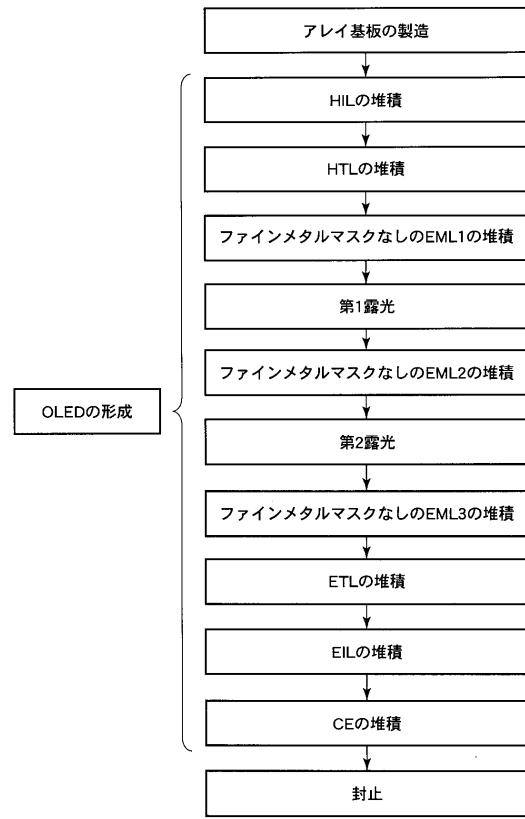 アレイ基板の製造
HILの堆積
HTLの堆積
ファインメタルマスクなしのEML1の堆積
第1露光
ファインメタルマスクなしのEML2の堆積
OLEDの形成
第2露光
ファインメタルマスクなしのEML3の堆積
ETLの堆積
EILの堆積
CEの堆積
封止